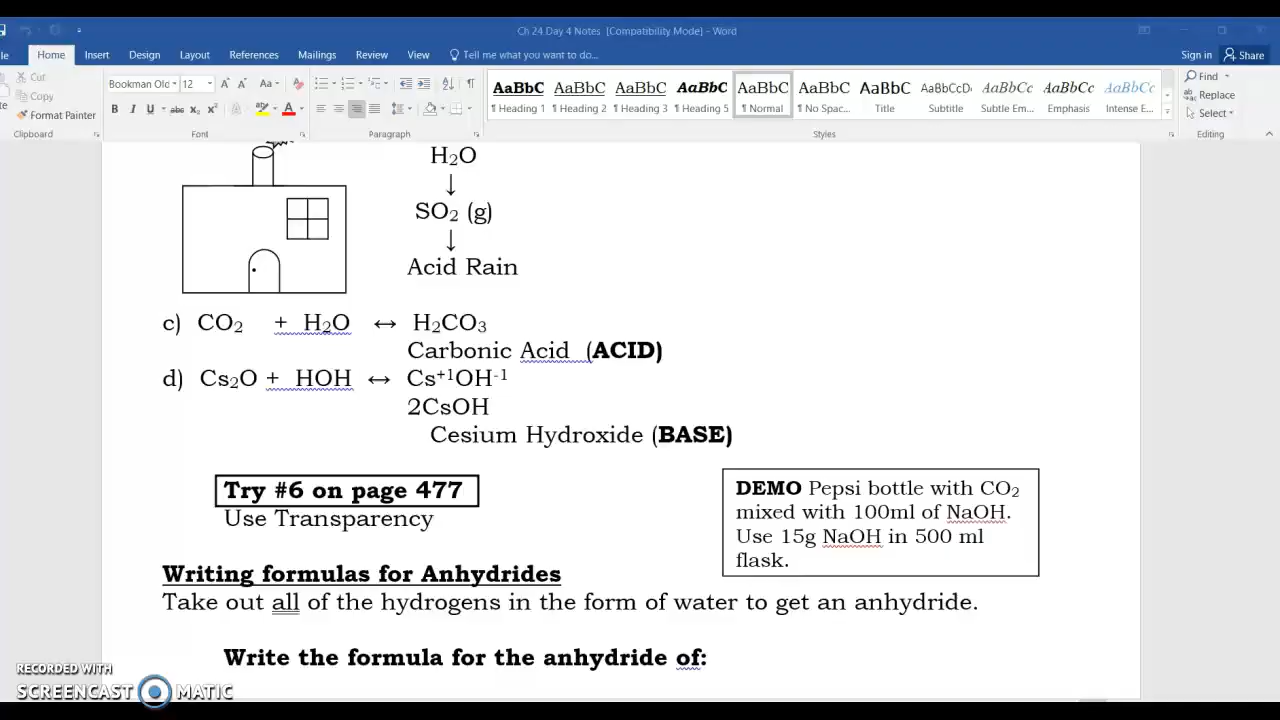 Ch 24 Day 4 Notes [Compatibility Mode] - Word
le Home Insert Design Layout References Mailings Review View Tell me what you want to do... Sign in Share
Cut
Copy
Format Painter
Clipboard
Bookman Old 12 A A Aa
B I U abc x₂ x² A A
Font
Paragraph
AaBbC AaBbC AaBbC AaBbC AaBbC AaBbC AaBbC AaBbCcD AaBbCc AaBbCc AaBbCc
¶ Heading 1 ¶ Heading 2 ¶ Heading 3 ¶ Heading 5 ¶ Normal ¶ No Spac... Title Subtitle Subtle Em... Emphasis Intense E...
Styles
Find
Replace
Select
Editing
H₂O
↓
SO₂ (g)
↓
Acid Rain
c) CO₂ + H₂O ↔ H₂CO₃
Carbonic Acid (ACID)
d) Cs₂O + HOH ↔ Cs⁺¹OH⁻¹
2CsOH
Cesium Hydroxide (BASE)
Try #6 on page 477
Use Transparency
DEMO Pepsi bottle with CO₂
mixed with 100ml of NaOH.
Use 15g NaOH in 500 ml
flask.
Writing formulas for Anhydrides
Take out all of the hydrogens in the form of water to get an anhydride.
Write the formula for the anhydride of:
RECORDED WITH
SCREENCAST MATIC